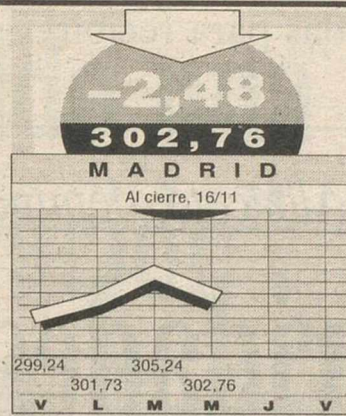 -2,48
302,76
MADRID
Al cierre, 16/11
299,24 305,24
301,73 302,76
V L M M J V